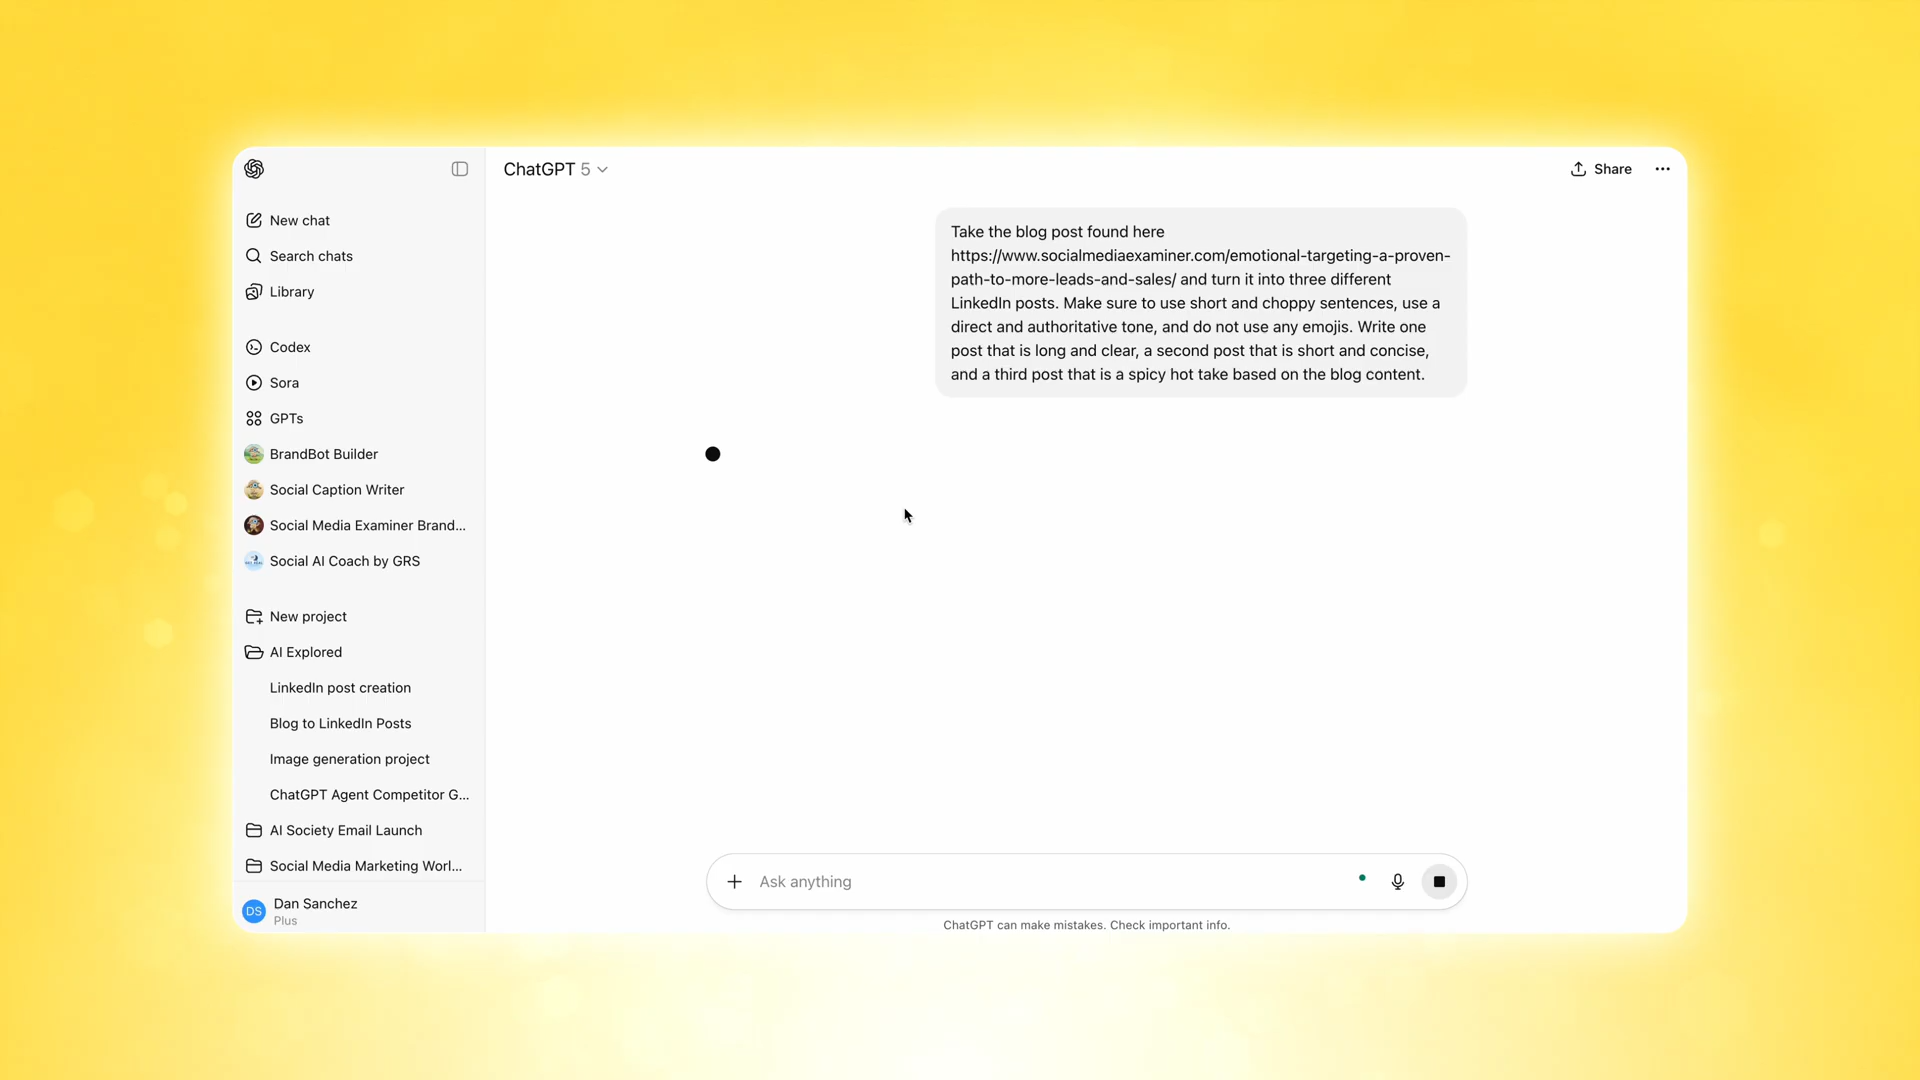 ChatGPT 5
Share
New chat
Search chats
Library
Codex
Sora
GPTs
BrandBot Builder
Social Caption Writer
Social Media Examiner Brand...
Social AI Coach by GRS
New project
AI Explored
LinkedIn post creation
Blog to LinkedIn Posts
Image generation project
ChatGPT Agent Competitor G...
AI Society Email Launch
Social Media Marketing Worl...
DS
Dan Sanchez
Plus
Take the blog post found here
https://www.socialmediaexaminer.com/emotional-targeting-a-proven-
path-to-more-leads-and-sales/ and turn it into three different
LinkedIn posts. Make sure to use short and choppy sentences, use a
direct and authoritative tone, and do not use any emojis. Write one
post that is long and clear, a second post that is short and concise,
and a third post that is a spicy hot take based on the blog content.
Ask anything
ChatGPT can make mistakes. Check important info.